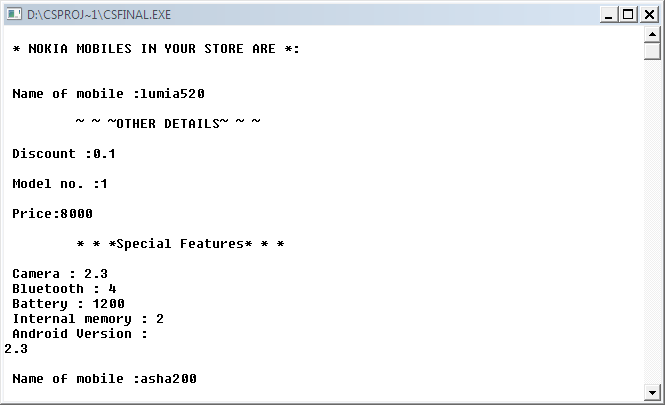 D:\CSPROJ~1\CSFINAL.EXE
* NOKIA MOBILES IN YOUR STORE ARE *:
Name of mobile :lumia520
~ ~ ~OTHER DETAILS~ ~ ~
Discount :0.1
Model no. :1
Price:8000
* * *Special Features* * *
Camera : 2.3
Bluetooth : 4
Battery : 1200
Internal memory : 2
Android Version :
2.3
Name of mobile :asha200